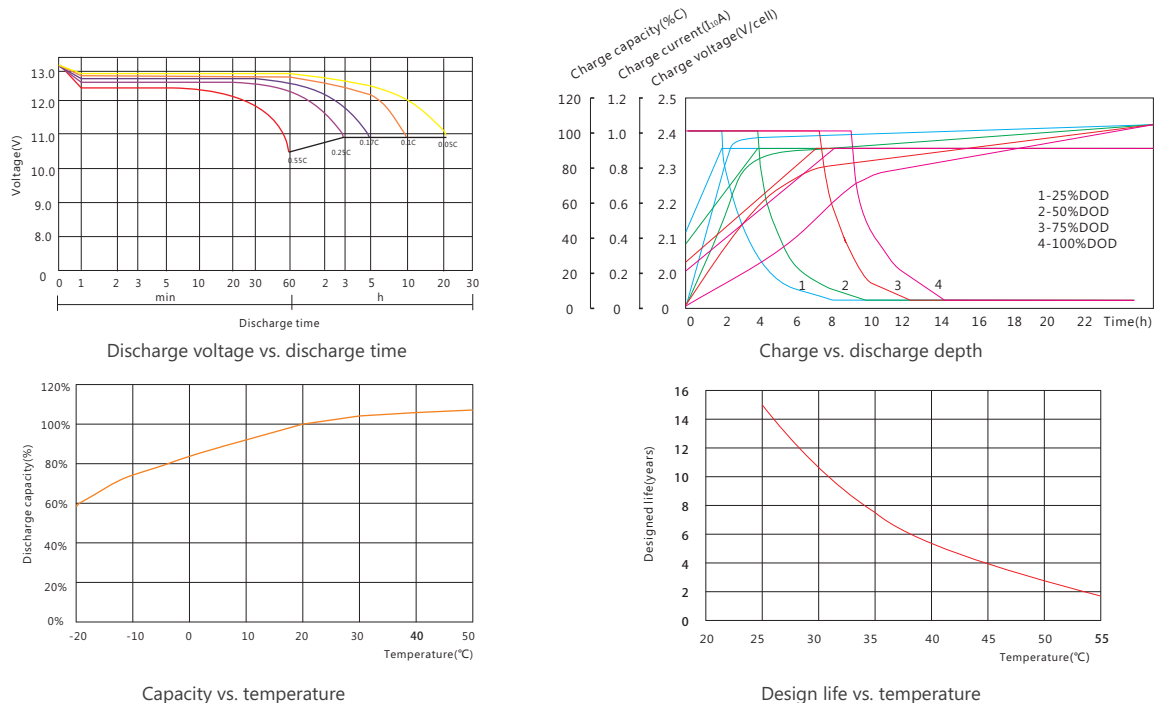 Voltage(V)
13.0
12.0
11.0
10.0
9.0
8.0
0
0.55C
0.25C
0.17C
0.1C
0.05C
0 1 2 3 5 10 20 30 60 2 3 5 10 20 30
min h
Discharge time
Discharge voltage vs. discharge time
Charge capacity(%C)
Charge current(I₁₀A)
Charge voltage(V/cell)
120 1.2 2.5
100 1.0 2.4
80 0.8 2.3
60 0.6 2.2
40 0.4 2.1
20 0.2 2.0
0 0
1-25%DOD
2-50%DOD
3-75%DOD
4-100%DOD
1 2 3 4
0 2 4 6 8 10 12 14 16 18 20 22 Time(h)
Charge vs. discharge depth
Discharge capacity(%)
120%
100%
80%
60%
40%
20%
0%
-20 -10 0 10 20 30 40 50
Temperature(℃)
Capacity vs. temperature
Designed life(years)
16
14
12
10
8
6
4
2
0
20 25 30 35 40 45 50 55
Temperature(℃)
Design life vs. temperature